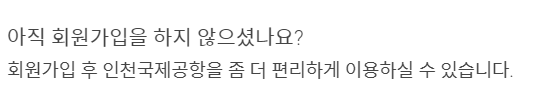 아직 회원가입을 하지 않으셨나요?
회원가입 후 인천국제공항을 좀 더 편리하게 이용하실 수 있습니다.